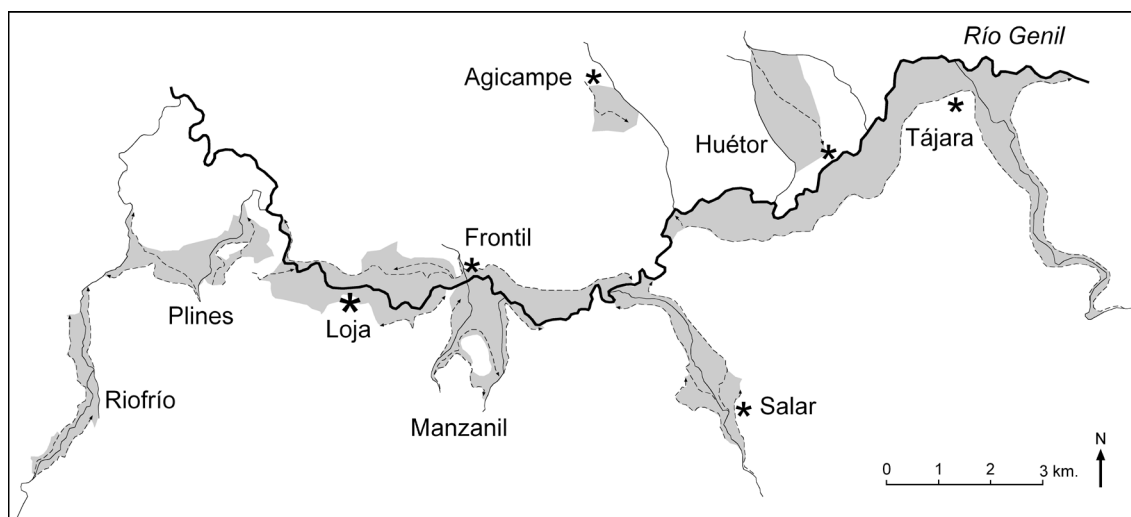 Río Genil
Agicampe
Huétor
Tájara
Frontil
Plines
Loja
Riofrío
Manzanil
Salar
N
0 1 2 3 km.